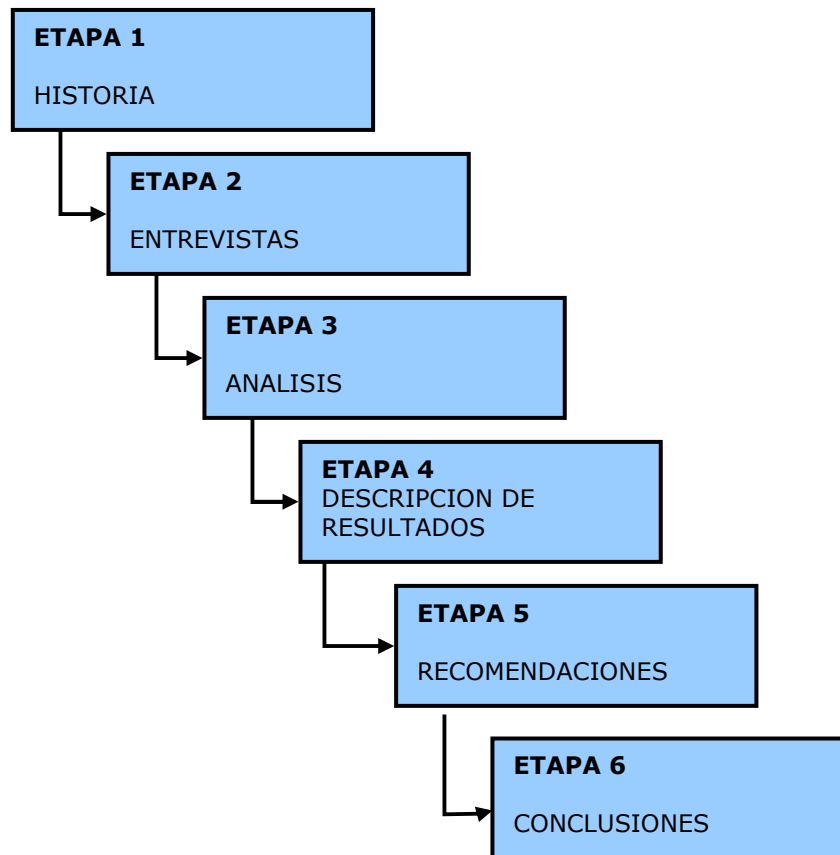 ETAPA 1
HISTORIA
ETAPA 2
ENTREVISTAS
ETAPA 3
ANALISIS
ETAPA 4
DESCRIPCION DE
RESULTADOS
ETAPA 5
RECOMENDACIONES
ETAPA 6
CONCLUSIONES